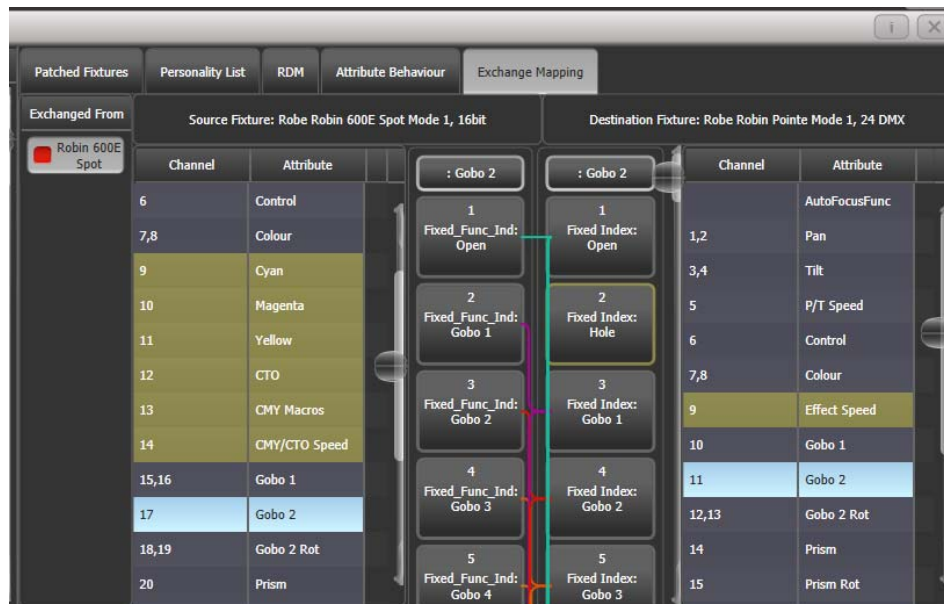 i
Patched Fixtures
Personality List
RDM
Attribute Behaviour
Exchange Mapping
Exchanged From
Source Fixture: Robe Robin 600E Spot Mode 1, 16bit
Destination Fixture: Robe Robin Pointe Mode 1, 24 DMX
Robin 600E
Spot
Channel Attribute
6 Control
7,8 Colour
9 Cyan
10 Magenta
11 Yellow
12 CTO
13 CMY Macros
14 CMY/CTO Speed
15,16 Gobo 1
17 Gobo 2
18,19 Gobo 2 Rot
20 Prism
: Gobo 2
1
Fixed_Func_Ind:
Open
2
Fixed_Func_Ind:
Gobo 1
3
Fixed_Func_Ind:
Gobo 2
4
Fixed_Func_Ind:
Gobo 3
5
Fixed_Func_Ind:
Gobo 4
: Gobo 2
1
Fixed Index:
Open
2
Fixed Index:
Hole
3
Fixed Index:
Gobo 1
4
Fixed Index:
Gobo 2
5
Fixed Index:
Gobo 3
Channel Attribute
AutoFocusFunc
1,2 Pan
3,4 Tilt
5 P/T Speed
6 Control
7,8 Colour
9 Effect Speed
10 Gobo 1
11 Gobo 2
12,13 Gobo 2 Rot
14 Prism
15 Prism Rot